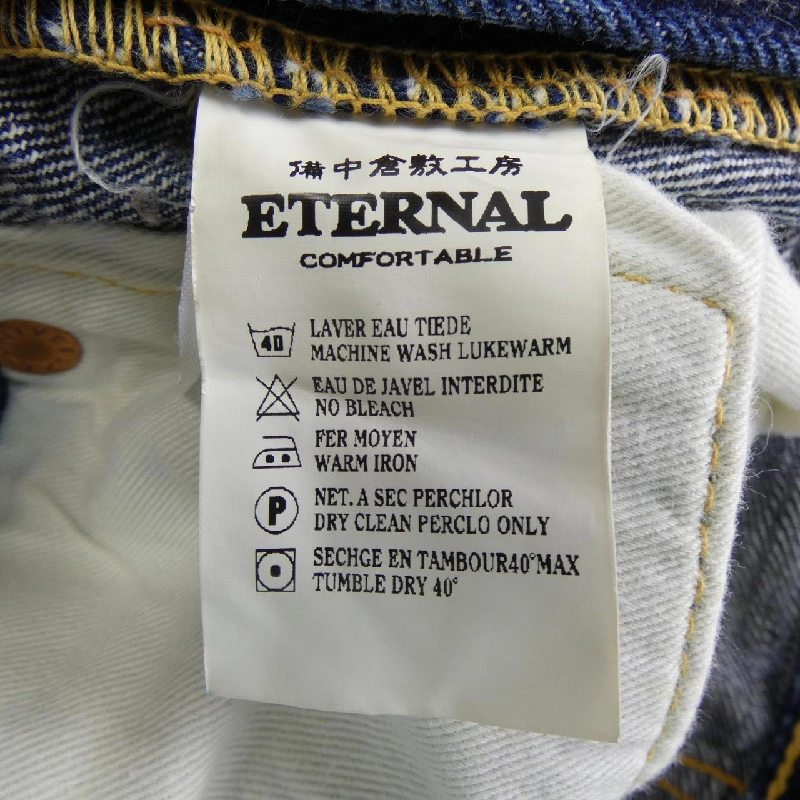 備中倉敷工房
ETERNAL
COMFORTABLE
40
LAVER EAU TIEDE
MACHINE WASH LUKEWARM
EAU DE JAVEL INTERDITE
NO BLEACH
FER MOYEN
WARM IRON
P
NET. A SEC PERCHLOR
DRY CLEAN PERCLO ONLY
SECHGE EN TAMBOUR40°MAX
TUMBLE DRY 40°